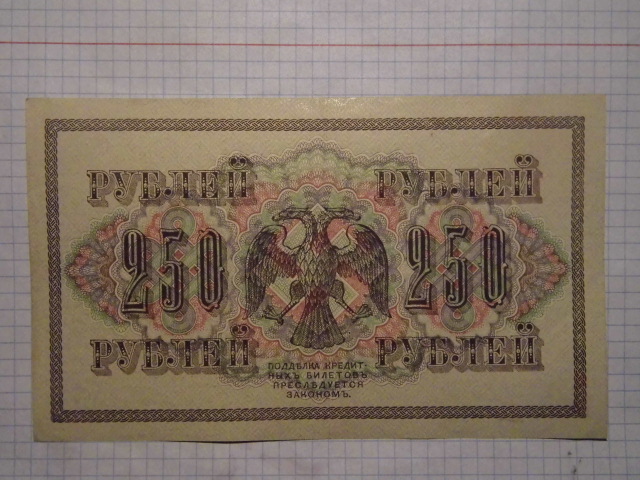 РУБЛЕЙ РУБЛЕЙ
250 250
РУБЛЕЙ РУБЛЕЙ
ПОДДѢЛКА КРЕДИТ-
НЫХЪ БИЛЕТОВЪ
ПРЕСЛѢДУЕТСЯ
ЗАКОНОМЪ.